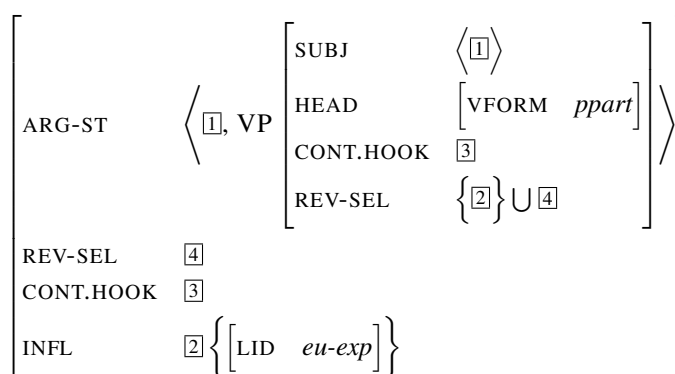 SUBJ ⟨[1]⟩
ARG-ST ⟨[1], VP HEAD [VFORM ppart]⟩
CONT.HOOK [3]
REV-SEL {[2]} ∪ [4]
REV-SEL [4]
CONT.HOOK [3]
INFL [2]{[LID eu-exp]}